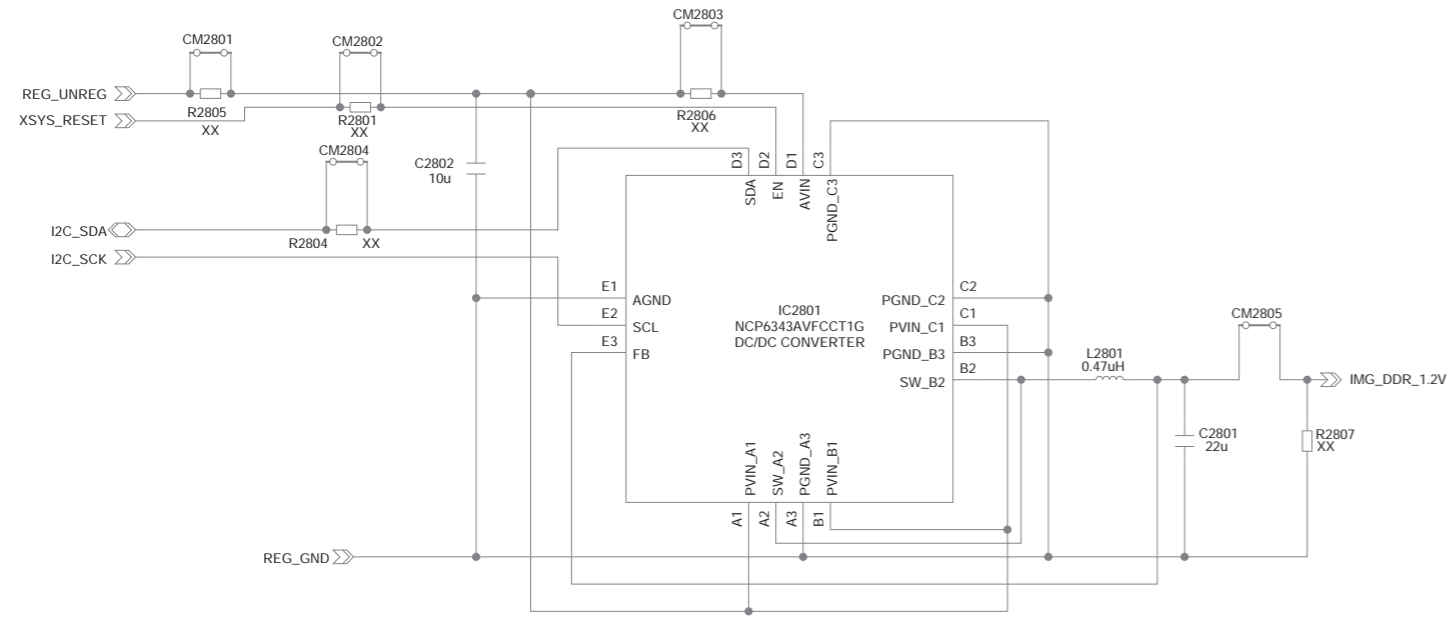 CM2803
CM2801
CM2802
REG_UNREG
R2805
XX
R2801
XX
R2806
XX
XSYS_RESET
CM2804
C2802
10u
D3
D2
D1
C3
SDA
EN
AVIN
PGND_C3
I2C_SDA
R2804
XX
I2C_SCK
E1
AGND
E2
SCL
E3
FB
IC2801
NCP6343AVFCCT1G
DC/DC CONVERTER
C2
PGND_C2
C1
PVIN_C1
B3
PGND_B3
B2
SW_B2
CM2805
L2801
0.47uH
IMG_DDR_1.2V
C2801
22u
R2807
XX
PVIN_A1
SW_A2
PGND_A3
PVIN_B1
A1
A2
A3
B1
REG_GND